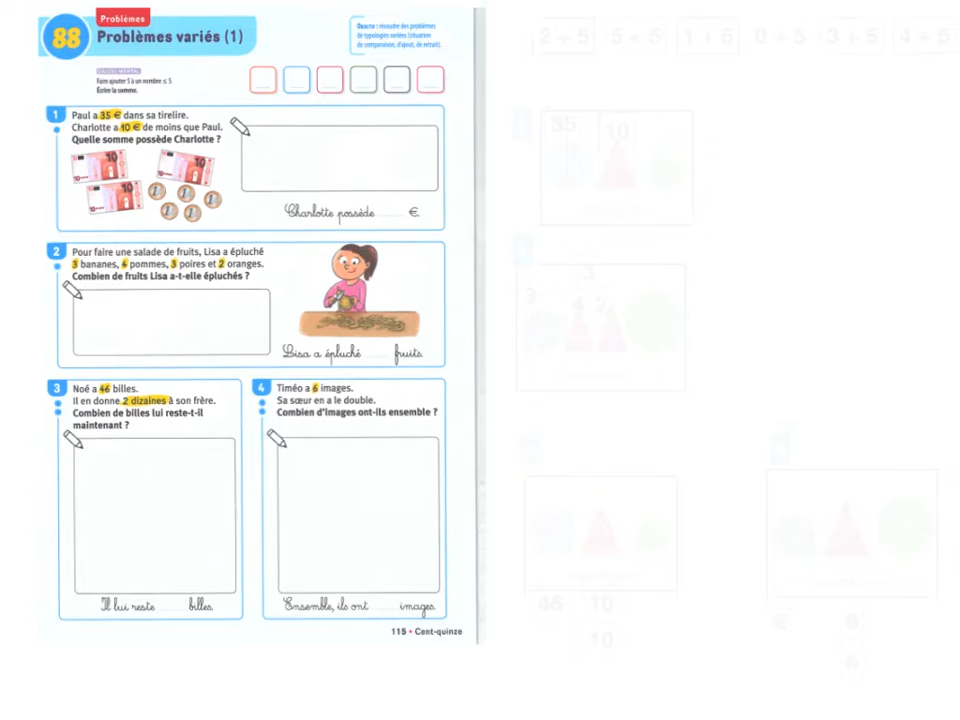 Problèmes
88
Problèmes variés (1)
OBJECTIF : résoudre des problèmes
de typologies variées (situation
de comparaison, d'ajout, de retrait).
CALCUL MENTAL
Faire ajouter 5 à un nombre ≤ 5.
Écrire la somme.
2 + 5
5 + 5
1 + 5
0 + 5
3 + 5
4 + 5
1
Paul a 35 € dans sa tirelire.
Charlotte a 10 € de moins que Paul.
Quelle somme possède Charlotte ?
Charlotte possède €.
35
10
2
Pour faire une salade de fruits, Lisa a épluché
3 bananes, 4 pommes, 3 poires et 2 oranges.
Combien de fruits Lisa a-t-elle épluchés ?
Lisa a épluché fruits.
3
3
4
2
3
Noé a 46 billes.
Il en donne 2 dizaines à son frère.
Combien de billes lui reste-t-il
maintenant ?
Il lui reste billes.
4
Timéo a 6 images.
Sa sœur en a le double.
Combien d'images ont-ils ensemble ?
Ensemble, ils ont images.
46
10
10
6
6
6
115 • Cent-quinze